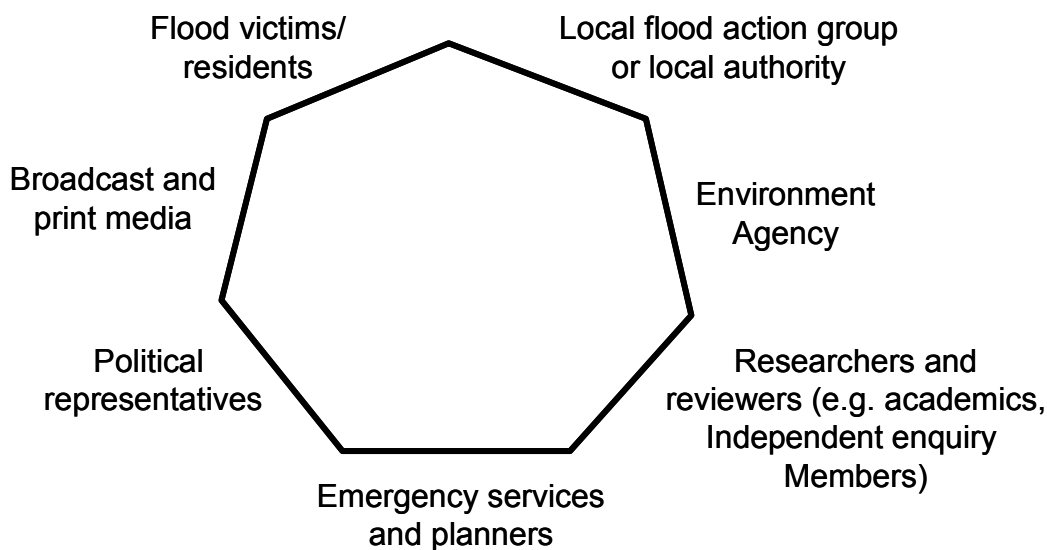 Flood victims/
residents
Local flood action group
or local authority
Broadcast and
print media
Environment
Agency
Political
representatives
Researchers and
reviewers (e.g. academics,
Independent enquiry
Members)
Emergency services
and planners